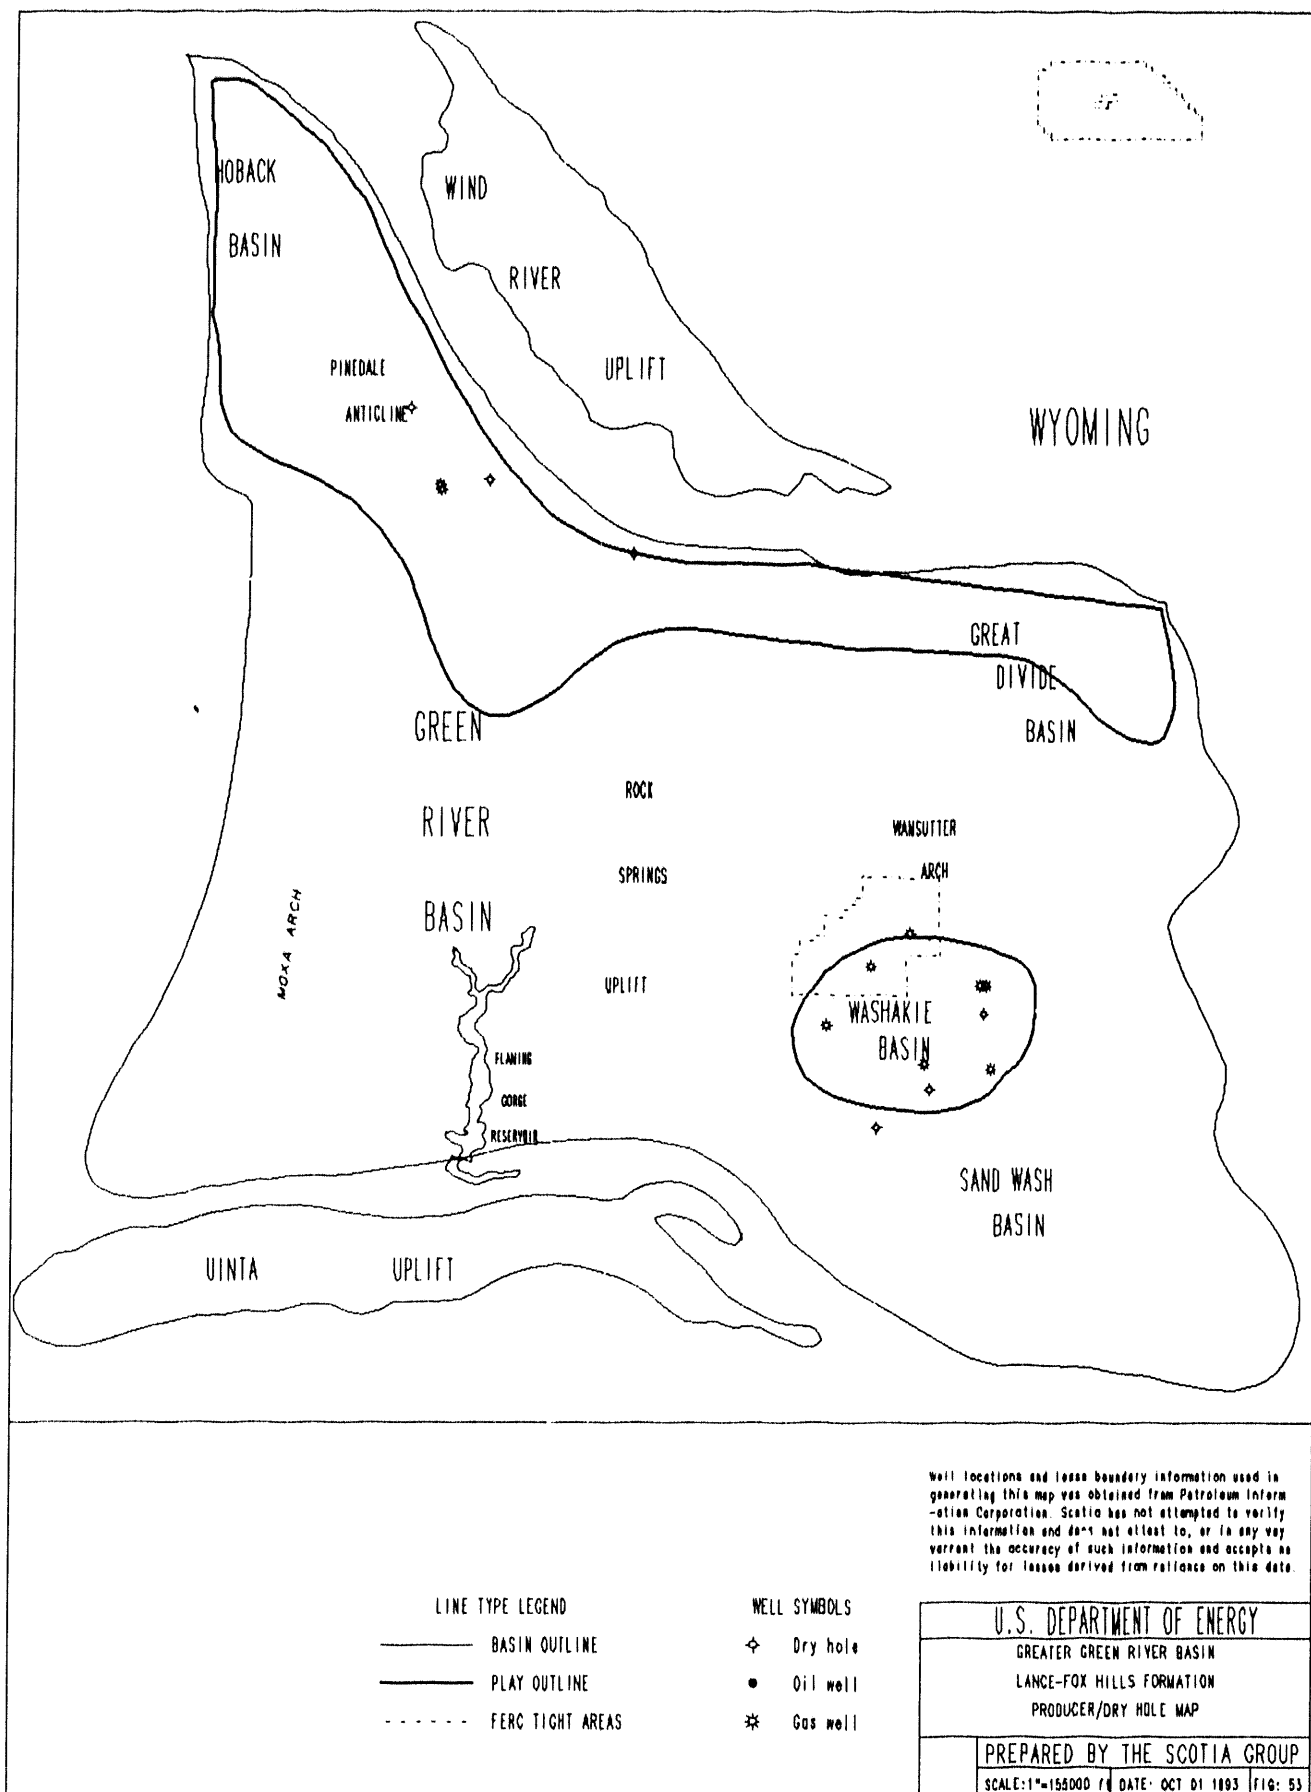 HOBACK
BASIN
WIND
RIVER
UPLIFT
PINEDALE
ANTICLINE
WYOMING
GREAT
DIVIDE
BASIN
GREEN
RIVER
BASIN
ROCK
SPRINGS
UPLIFT
WAMSUTTER
ARCH
MOXA ARCH
WASHAKIE
BASIN
FLAMING
GORGE
RESERVOIR
SAND WASH
BASIN
UINTA UPLIFT
Well locations and lease boundary information used in
generating this map was obtained from Petroleum Inform
-ation Corporation. Scotia has not attempted to verify
this information and does not attest to, or in any way
warrant the accuracy of such information and accepts no
liability for losses derived from reliance on this data.
LINE TYPE LEGEND
BASIN OUTLINE
PLAY OUTLINE
FERC TIGHT AREAS
WELL SYMBOLS
Dry hole
Oil well
Gas well
U.S. DEPARTMENT OF ENERGY
GREATER GREEN RIVER BASIN
LANCE-FOX HILLS FORMATION
PRODUCER/DRY HOLE MAP
PREPARED BY THE SCOTIA GROUP
SCALE:1"=155000 DATE: OCT 01 1993 FIG: 53